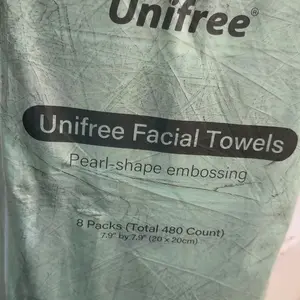 Unifree®
Unifree Facial Towels
Pearl-shape embossing
8 Packs (Total 480 Count)
7.9" by 7.9" (20 × 20cm)